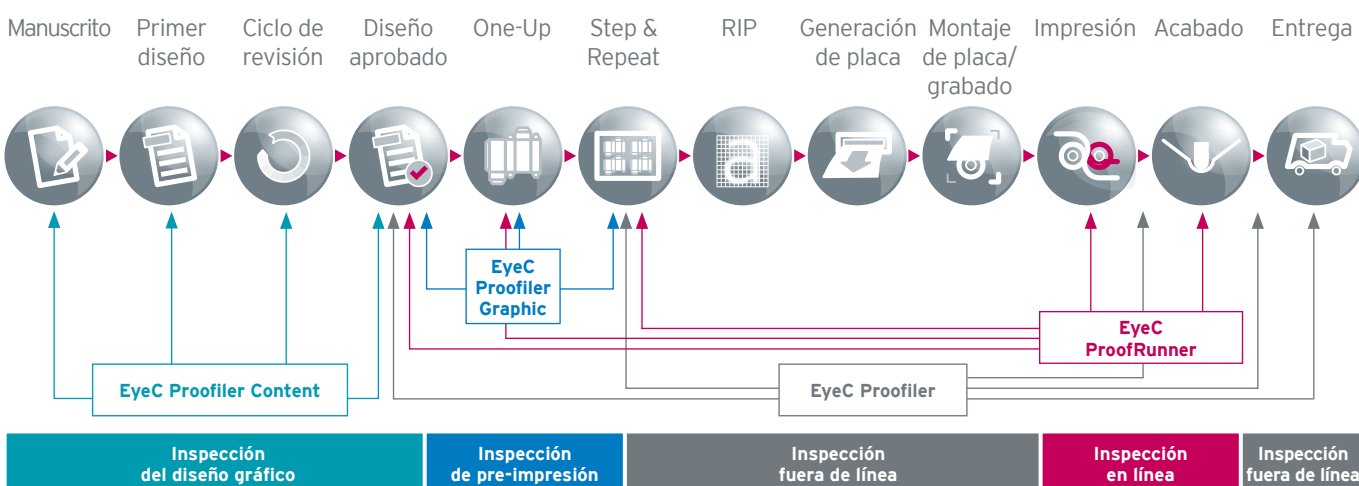 Manuscrito
Primer
diseño
Ciclo de
revisión
Diseño
aprobado
One-Up
Step &
Repeat
RIP
Generación
de placa
Montaje
de placa/
grabado
Impresión
Acabado
Entrega
a
EyeC
Proofiler
Graphic
EyeC
ProofRunner
EyeC Proofiler Content
EyeC Proofiler
Inspección
del diseño gráfico
Inspección
de pre-impresión
Inspección
fuera de línea
Inspección
en línea
Inspección
fuera de línea